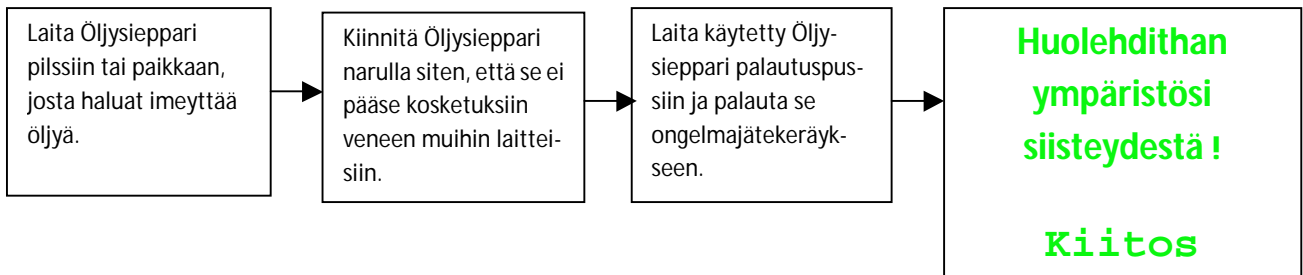 Laita Öljysieppari
pilssiin tai paikkaan,
josta haluat imeyttää
öljyä.
Kiinnitä Öljysieppari
narulla siten, että se ei
pääse kosketuksiin
veneen muihin laittei-
siin.
Laita käytetty Öljy-
sieppari palautuspus-
siin ja palauta se
ongelmajätekeräyk-
seen.
Huolehdithan
ympäristösi
siisteydestä !
Kiitos